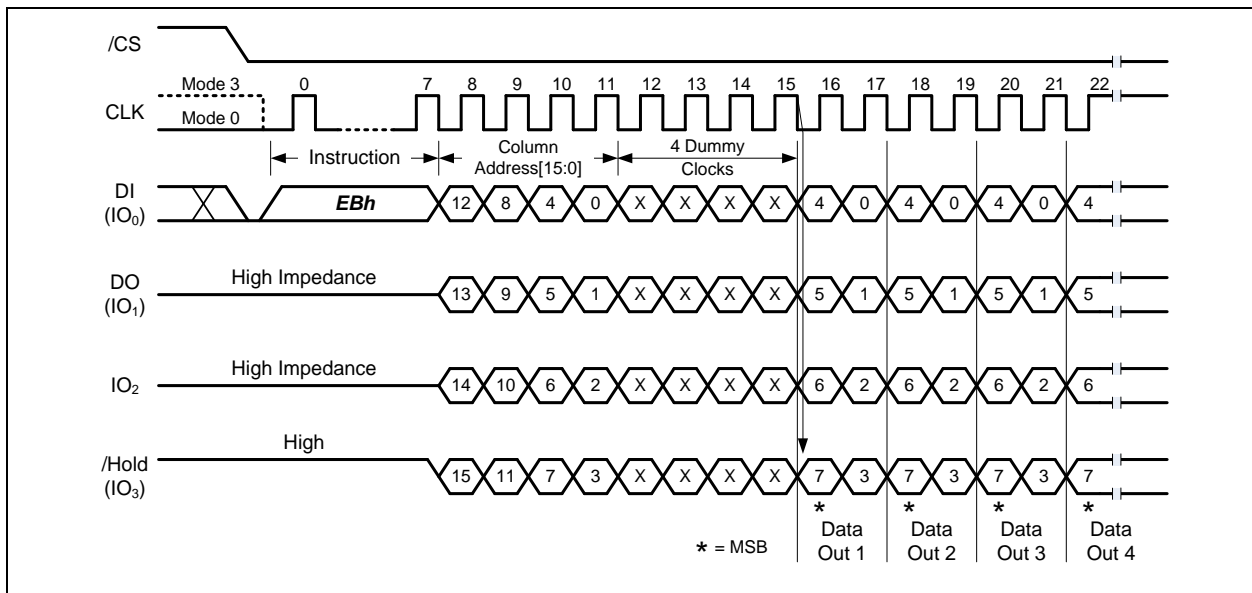 /CS
Mode 3 0 7 8 9 10 11 12 13 14 15 16 17 18 19 20 21 22
CLK
Mode 0
Instruction
Column
Address[15:0]
4 Dummy
Clocks
DI
(IO₀)
EBh 12 8 4 0 X X X X 4 0 4 0 4 0 4
DO
(IO₁)
High Impedance 13 9 5 1 X X X X 5 1 5 1 5 1 5
IO₂
High Impedance 14 10 6 2 X X X X 6 2 6 2 6 2 6
/Hold
(IO₃)
High 15 11 7 3 X X X X 7 3 7 3 7 3 7
* * * *
* = MSB
Data
Out 1
Data
Out 2
Data
Out 3
Data
Out 4